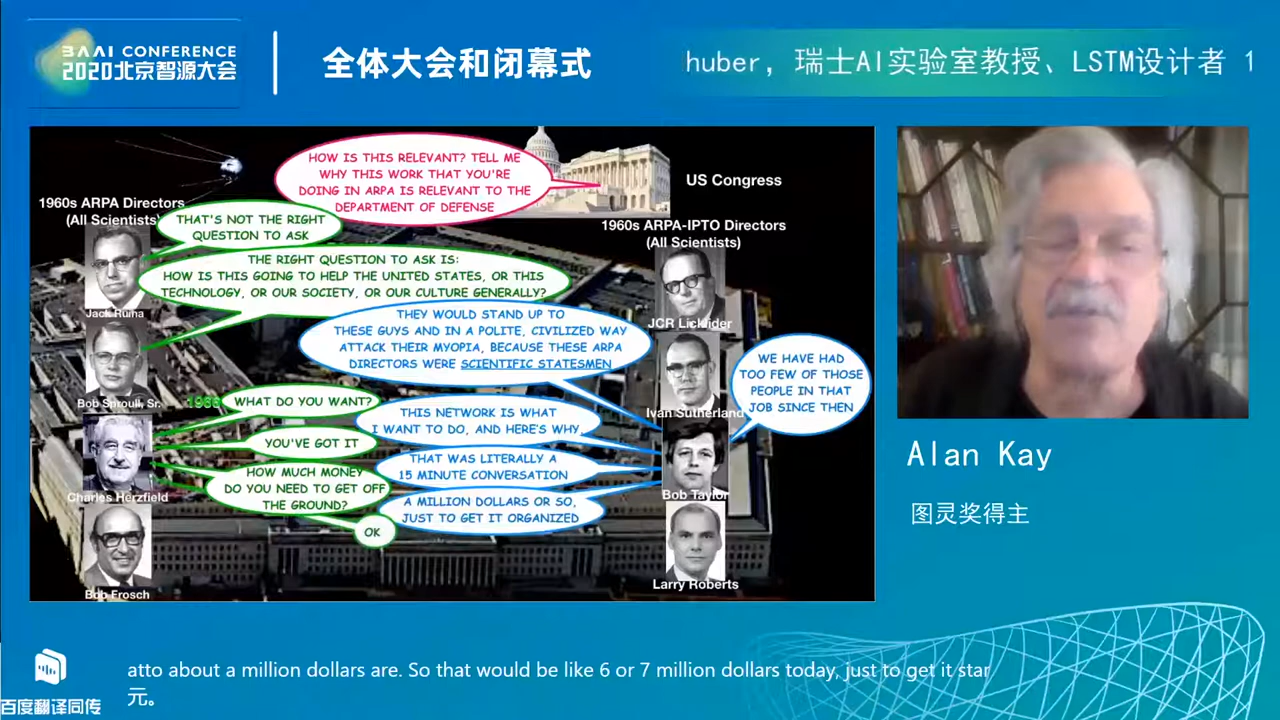 BAAI CONFERENCE
2020北京智源大会
全体大会和闭幕式
huber，瑞士AI实验室教授、LSTM设计者 1
HOW IS THIS RELEVANT? TELL ME
WHY THIS WORK THAT YOU'RE
DOING IN ARPA IS RELEVANT TO THE
DEPARTMENT OF DEFENSE
US Congress
1960s ARPA Directors
(All Scientists)
THAT'S NOT THE RIGHT
QUESTION TO ASK
1960s ARPA-IPTO Directors
(All Scientists)
THE RIGHT QUESTION TO ASK IS:
HOW IS THIS GOING TO HELP THE UNITED STATES, OR THIS
TECHNOLOGY, OR OUR SOCIETY, OR OUR CULTURE GENERALLY?
Jack Ruina
JCR Licklider
THEY WOULD STAND UP TO
THESE GUYS AND IN A POLITE, CIVILIZED WAY
ATTACK THEIR MYOPIA, BECAUSE THESE ARPA
DIRECTORS WERE SCIENTIFIC STATESMEN
WE HAVE HAD
TOO FEW OF THOSE
PEOPLE IN THAT
JOB SINCE THEN
Bob Sproull, Sr.
1966
WHAT DO YOU WANT?
Ivan Sutherland
THIS NETWORK IS WHAT
I WANT TO DO, AND HERE'S WHY
YOU'VE GOT IT
THAT WAS LITERALLY A
15 MINUTE CONVERSATION
HOW MUCH MONEY
DO YOU NEED TO GET OFF
THE GROUND?
Charles Herzfield
Bob Taylor
A MILLION DOLLARS OR SO,
JUST TO GET IT ORGANIZED
OK
Larry Roberts
Bob Frosch
Alan Kay
图灵奖得主
atto about a million dollars are. So that would be like 6 or 7 million dollars today, just to get it star
元。
百度翻译同传